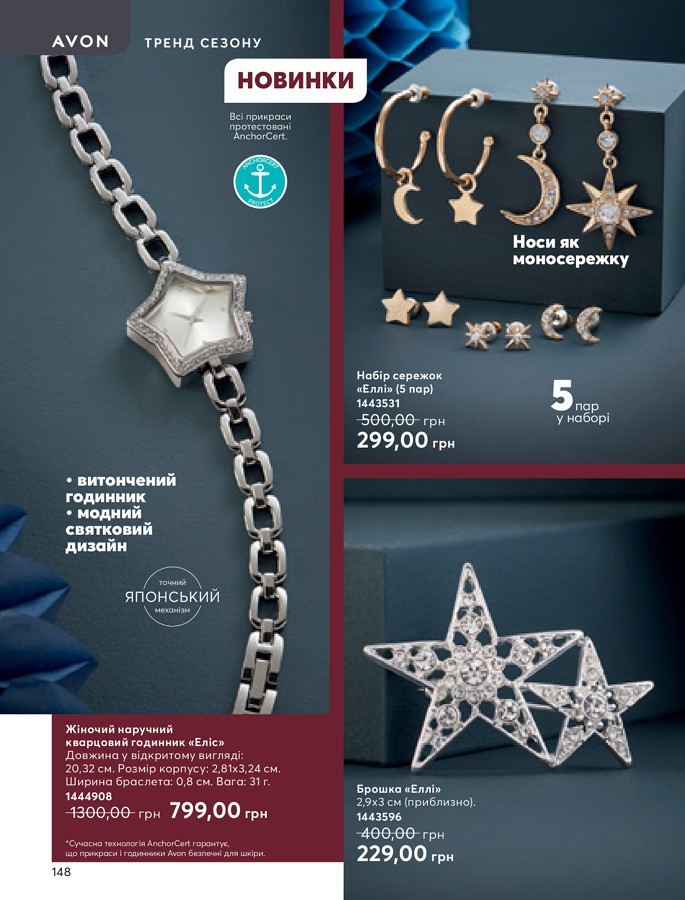 AVON
ТРЕНД СЕЗОНУ
НОВИНКИ
Всі прикраси
протестовані
AnchorCert.
ANCHORCERT
PROTECT
Носи як
моносережку
Набір сережок
«Еллі» (5 пар)
1443531
500,00 грн
299,00 грн
5 пар
у наборі
• витончений
годинник
• модний
святковий
дизайн
точний
ЯПОНСЬКИЙ
механізм
Жіночий наручний
кварцовий годинник «Еліс»
Довжина у відкритому вигляді:
20,32 см. Розмір корпусу: 2,81х3,24 см.
Ширина браслета: 0,8 см. Вага: 31 г.
1444908
1300,00 грн 799,00 грн
*Сучасна технологія AnchorCert гарантує,
що прикраси і годинники Avon безпечні для шкіри.
148
Брошка «Еллі»
2,9х3 см (приблизно).
1443596
400,00 грн
229,00 грн